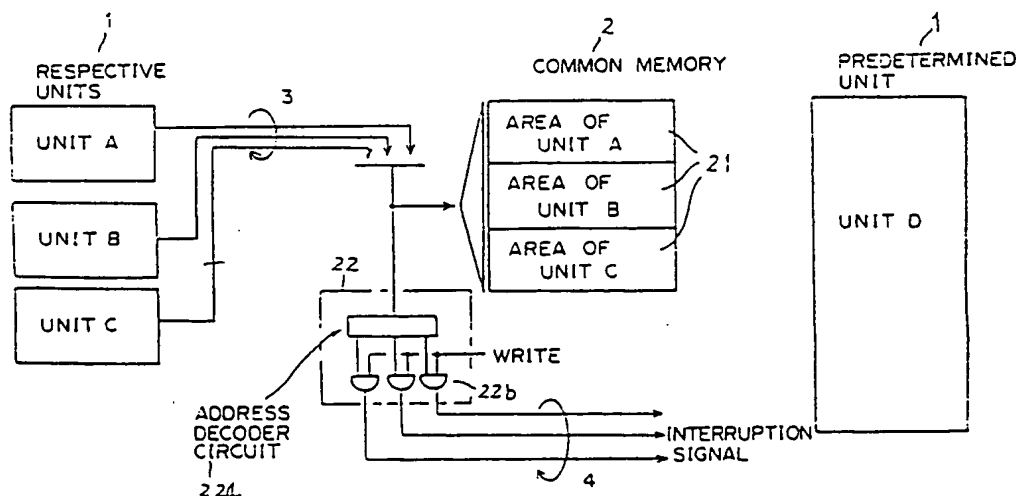 i
RESPECTIVE
UNITS
UNIT A
UNIT B
UNIT C
3
2
COMMON MEMORY
AREA OF
UNIT A
AREA OF
UNIT B
AREA OF
UNIT C
21
1
PREDETERMINED
UNIT
UNIT D
22
WRITE
22b
ADDRESS
DECODER
CIRCUIT
22a
INTERRUPTION
SIGNAL
4